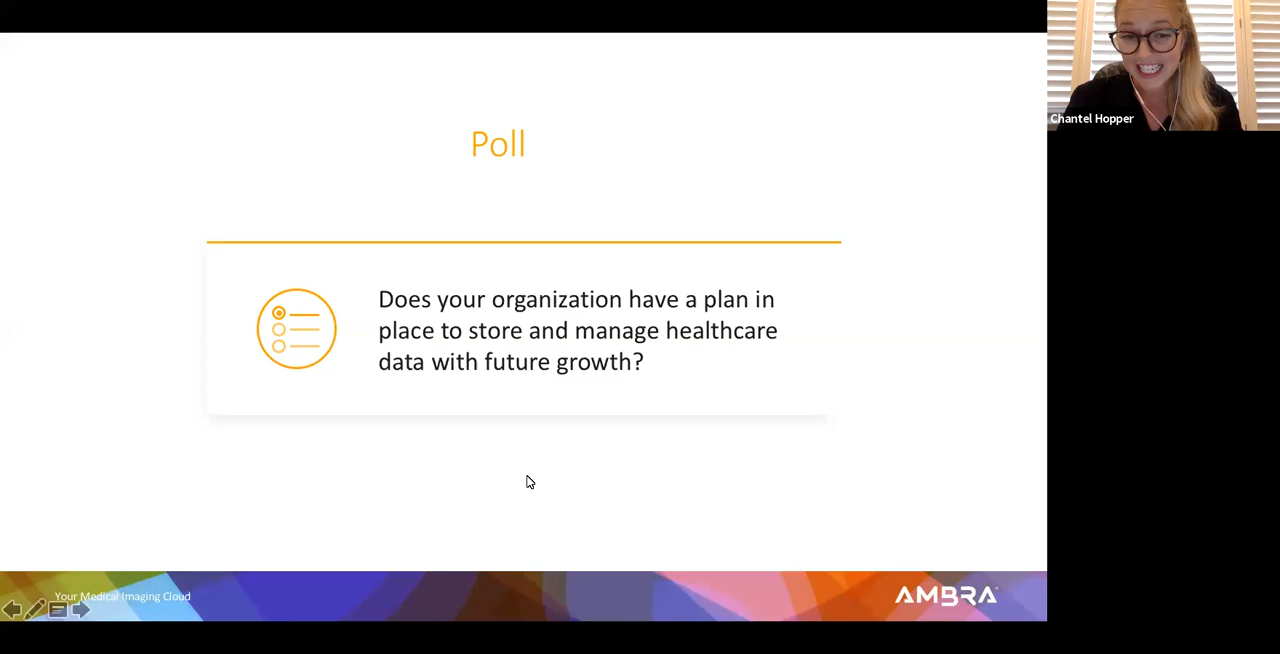 Poll
Does your organization have a plan in
place to store and manage healthcare
data with future growth?
Your Medical Imaging Cloud
AMBRA
Chantel Hopper